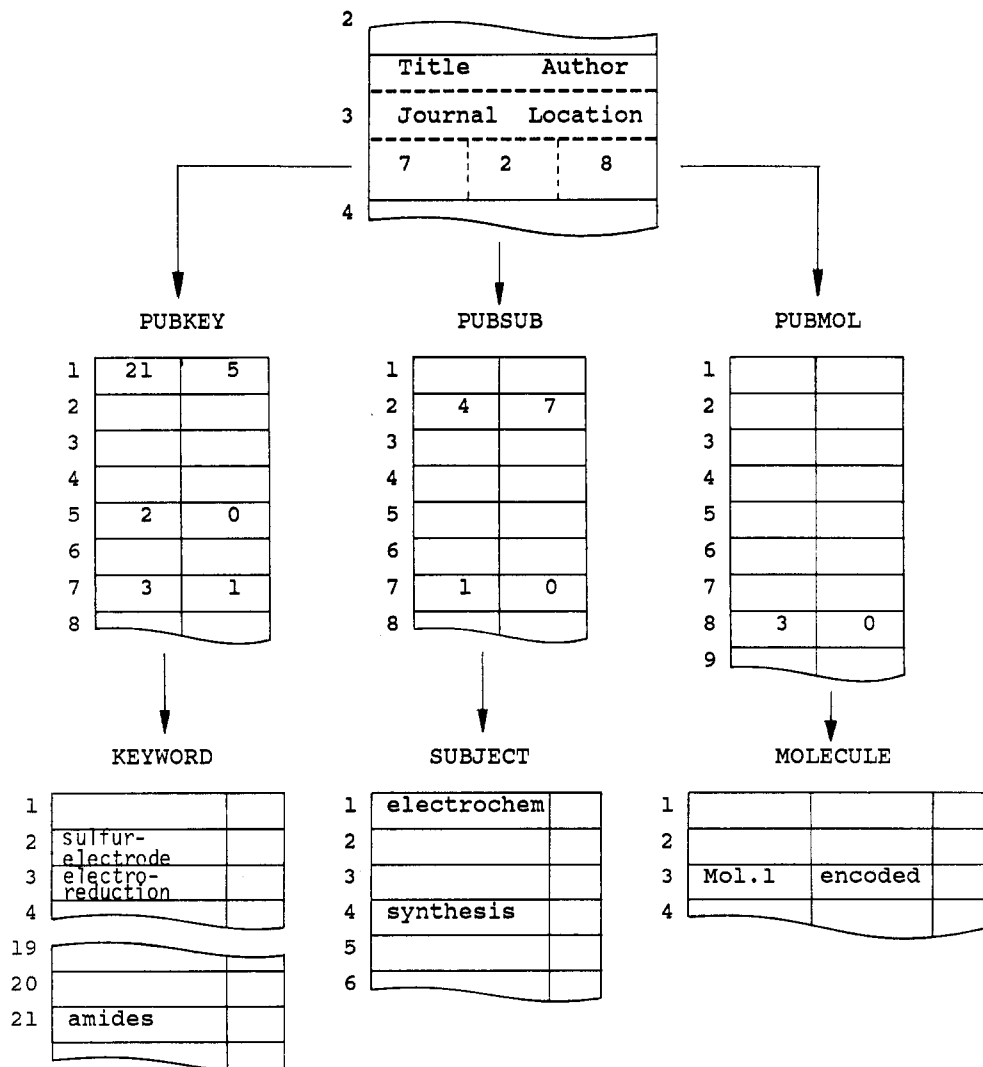 2
Title Author
3 Journal Location
7 2 8
4
PUBKEY PUBSUB PUBMOL
1 21 5
2
3
4
5 2 0
6
7 3 1
8
1
2 4 7
3
4
5
6
7 1 0
8
1
2
3
4
5
6
7
8 3 0
9
KEYWORD SUBJECT MOLECULE
1
2 sulfur-
electrode
3 electro-
reduction
4
19
20
21 amides
1 electrochem
2
3
4 synthesis
5
6
1
2
3 Mol.1 encoded
4